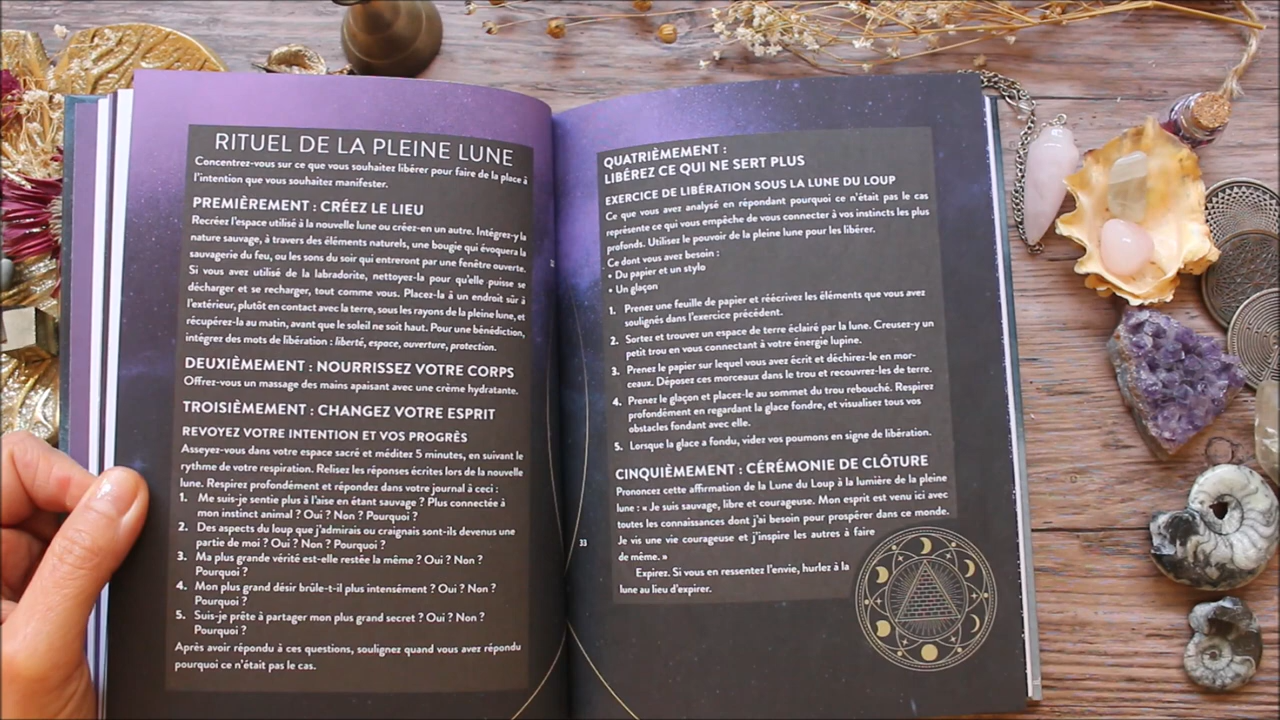 RITUEL DE LA PLEINE LUNE
Concentrez-vous sur ce que vous souhaitez libérer pour faire de la place à
l'intention que vous souhaitez manifester.
PREMIÈREMENT : CRÉEZ LE LIEU
Recréez l'espace utilisé à la nouvelle lune ou créez-en un autre. Intégrez-y la
nature sauvage, à travers des éléments naturels, une bougie qui évoquera la
sauvagerie du feu, ou les sons du soir qui entreront par une fenêtre ouverte.
Si vous avez utilisé de la labradorite, nettoyez-la pour qu'elle puisse se
décharger et se recharger, tout comme vous. Placez-la à un endroit sûr à
l'extérieur, plutôt en contact avec la terre, sous les rayons de la pleine lune, et
récupérez-la au matin, avant que le soleil ne soit haut. Pour une bénédiction,
intégrez des mots de libération : liberté, espace, ouverture, protection.
DEUXIÈMEMENT : NOURRISSEZ VOTRE CORPS
Offrez-vous un massage des mains apaisant avec une crème hydratante.
TROISIÈMEMENT : CHANGEZ VOTRE ESPRIT
REVOYEZ VOTRE INTENTION ET VOS PROGRÈS
Asseyez-vous dans votre espace sacré et méditez 5 minutes, en suivant le
rythme de votre respiration. Relisez les réponses écrites lors de la nouvelle
lune. Respirez profondément et répondez dans votre journal à ceci :
1. Me suis-je sentie plus à l'aise en étant sauvage ? Plus connectée à
mon instinct animal ? Oui ? Non ? Pourquoi ?
2. Des aspects du loup que j'admirais ou craignais sont-ils devenus une
partie de moi ? Oui ? Non ? Pourquoi ?
3. Ma plus grande vérité est-elle restée la même ? Oui ? Non ?
Pourquoi ?
4. Mon plus grand désir brûle-t-il plus intensément ? Oui ? Non ?
Pourquoi ?
5. Suis-je prête à partager mon plus grand secret ? Oui ? Non ?
Pourquoi ?
Après avoir répondu à ces questions, soulignez quand vous avez répondu
pourquoi ce n'était pas le cas.
QUATRIÈMEMENT :
LIBÉREZ CE QUI NE SERT PLUS
EXERCICE DE LIBÉRATION SOUS LA LUNE DU LOUP
Ce que vous avez analysé en répondant pourquoi ce n'était pas le cas
représente ce qui vous empêche de vous connecter à vos instincts les plus
profonds. Utilisez le pouvoir de la pleine lune pour les libérer.
Ce dont vous avez besoin :
• Du papier et un stylo
• Un glaçon
1. Prenez une feuille de papier et réécrivez les éléments que vous avez
soulignés dans l'exercice précédent.
2. Sortez et trouvez un espace de terre éclairé par la lune. Creusez-y un
petit trou en vous connectant à votre énergie lupine.
3. Prenez le papier sur lequel vous avez écrit et déchirez-le en mor-
ceaux. Déposez ces morceaux dans le trou et recouvrez-les de terre.
4. Prenez le glaçon et placez-le au sommet du trou rebouché. Respirez
profondément en regardant la glace fondre, et visualisez tous vos
obstacles fondant avec elle.
5. Lorsque la glace a fondu, videz vos poumons en signe de libération.
CINQUIÈMEMENT : CÉRÉMONIE DE CLÔTURE
Prononcez cette affirmation de la Lune du Loup à la lumière de la pleine
lune : « Je suis sauvage, libre et courageuse. Mon esprit est venu ici avec
toutes les connaissances dont j'ai besoin pour prospérer dans ce monde.
Je vis une vie courageuse et j'inspire les autres à faire
de même. »
Expirez. Si vous en ressentez l'envie, hurlez à la
lune au lieu d'expirer.
33